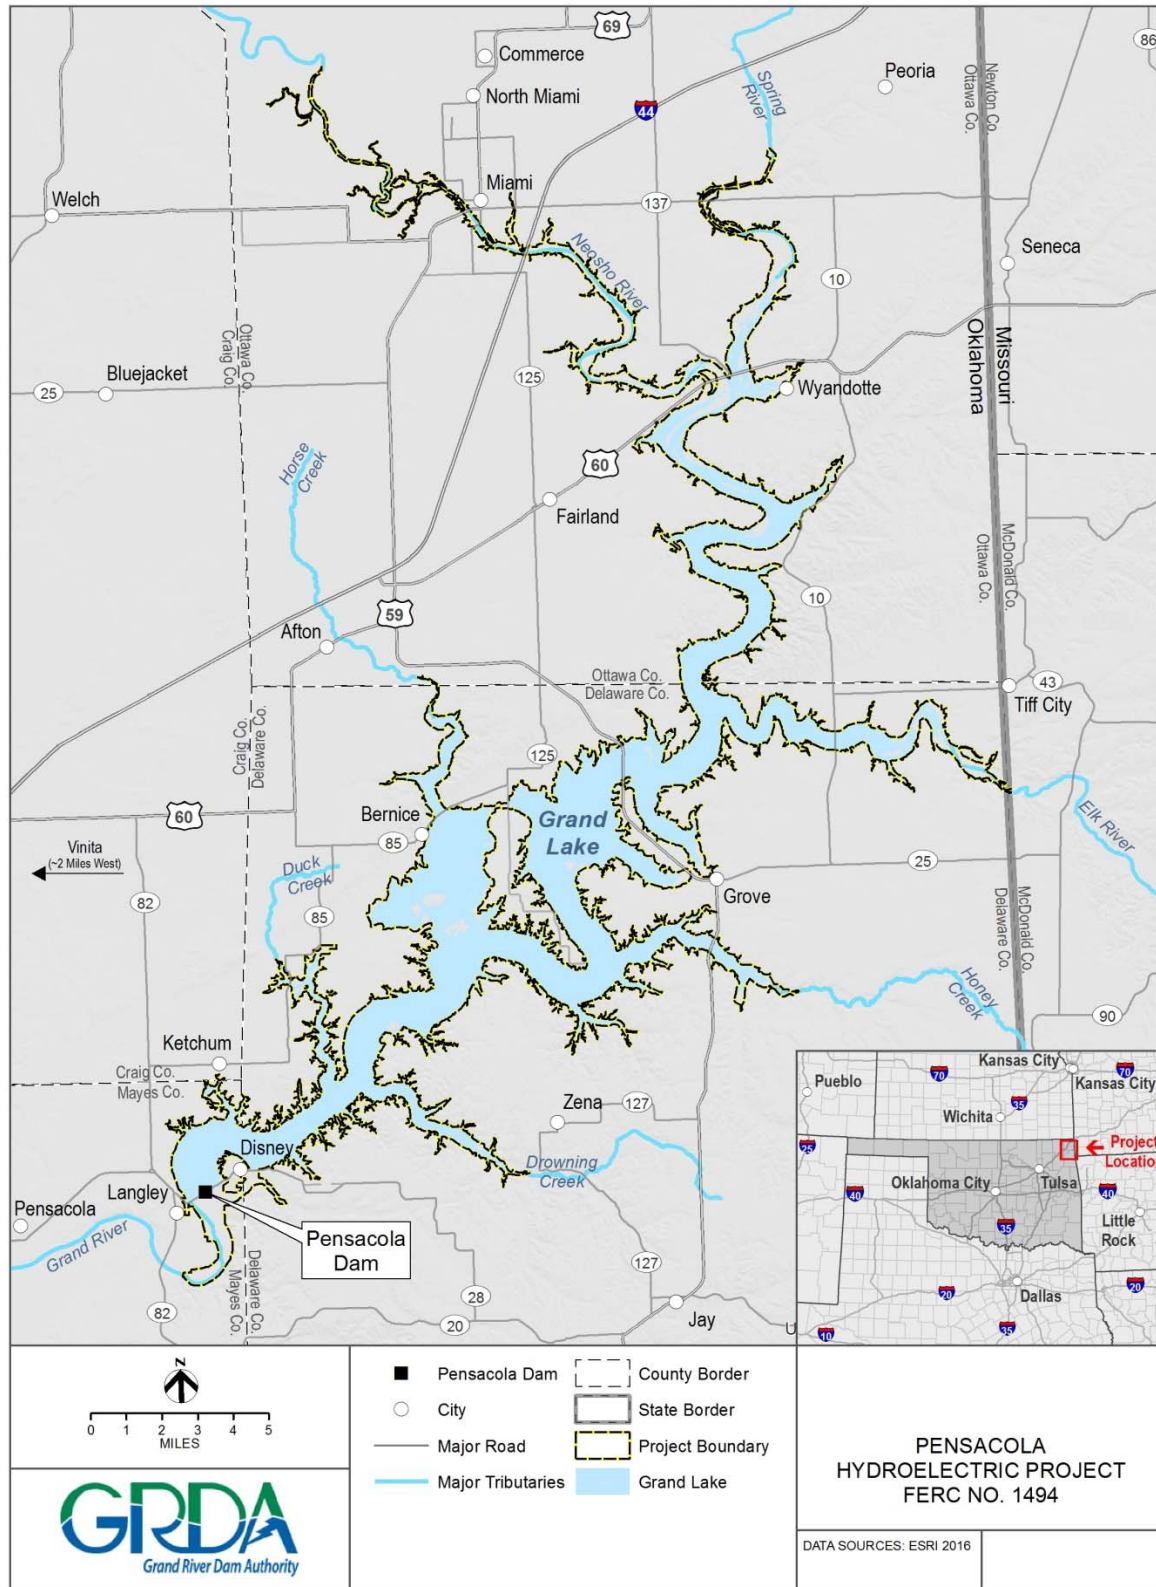 69
86
Commerce
Peoria
Newton Co.
Ottawa Co.
North Miami
Spring
River
44
Miami
137
Welch
Seneca
Neosho River
10
Ottawa Co.
Craig Co.
Missouri
Oklahoma
Bluejacket
25
125
Wyandotte
Horse
Creek
60
Fairland
McDonald Co.
Ottawa Co.
10
59
Afton
Ottawa Co.
Delaware Co.
43
Tiff City
Craig Co.
Delaware Co.
125
60
Bernice
Grand
Lake
Elk River
Vinita
(~2 Miles West)
85
25
Duck
Creek
Grove
82
85
McDonald Co.
Delaware Co.
Honey
Creek
90
Ketchum
Craig Co.
Mayes Co.
Zena
127
Disney
Drowning
Creek
Langley
Pensacola
Grand River
Pensacola
Dam
Delaware Co.
Mayes Co.
127
82
28
20
Jay
U
Kansas City
Pueblo
70
70
Kansas City
35
Wichita
25
Project
Location
Tulsa
Oklahoma City
40
40
Little
Rock
35
20
20
Dallas
10
35
N
0 1 2 3 4 5
MILES
GRDA
Grand River Dam Authority
Pensacola Dam
City
Major Road
Major Tributaries
County Border
State Border
Project Boundary
Grand Lake
PENSACOLA
HYDROELECTRIC PROJECT
FERC NO. 1494
DATA SOURCES: ESRI 2016